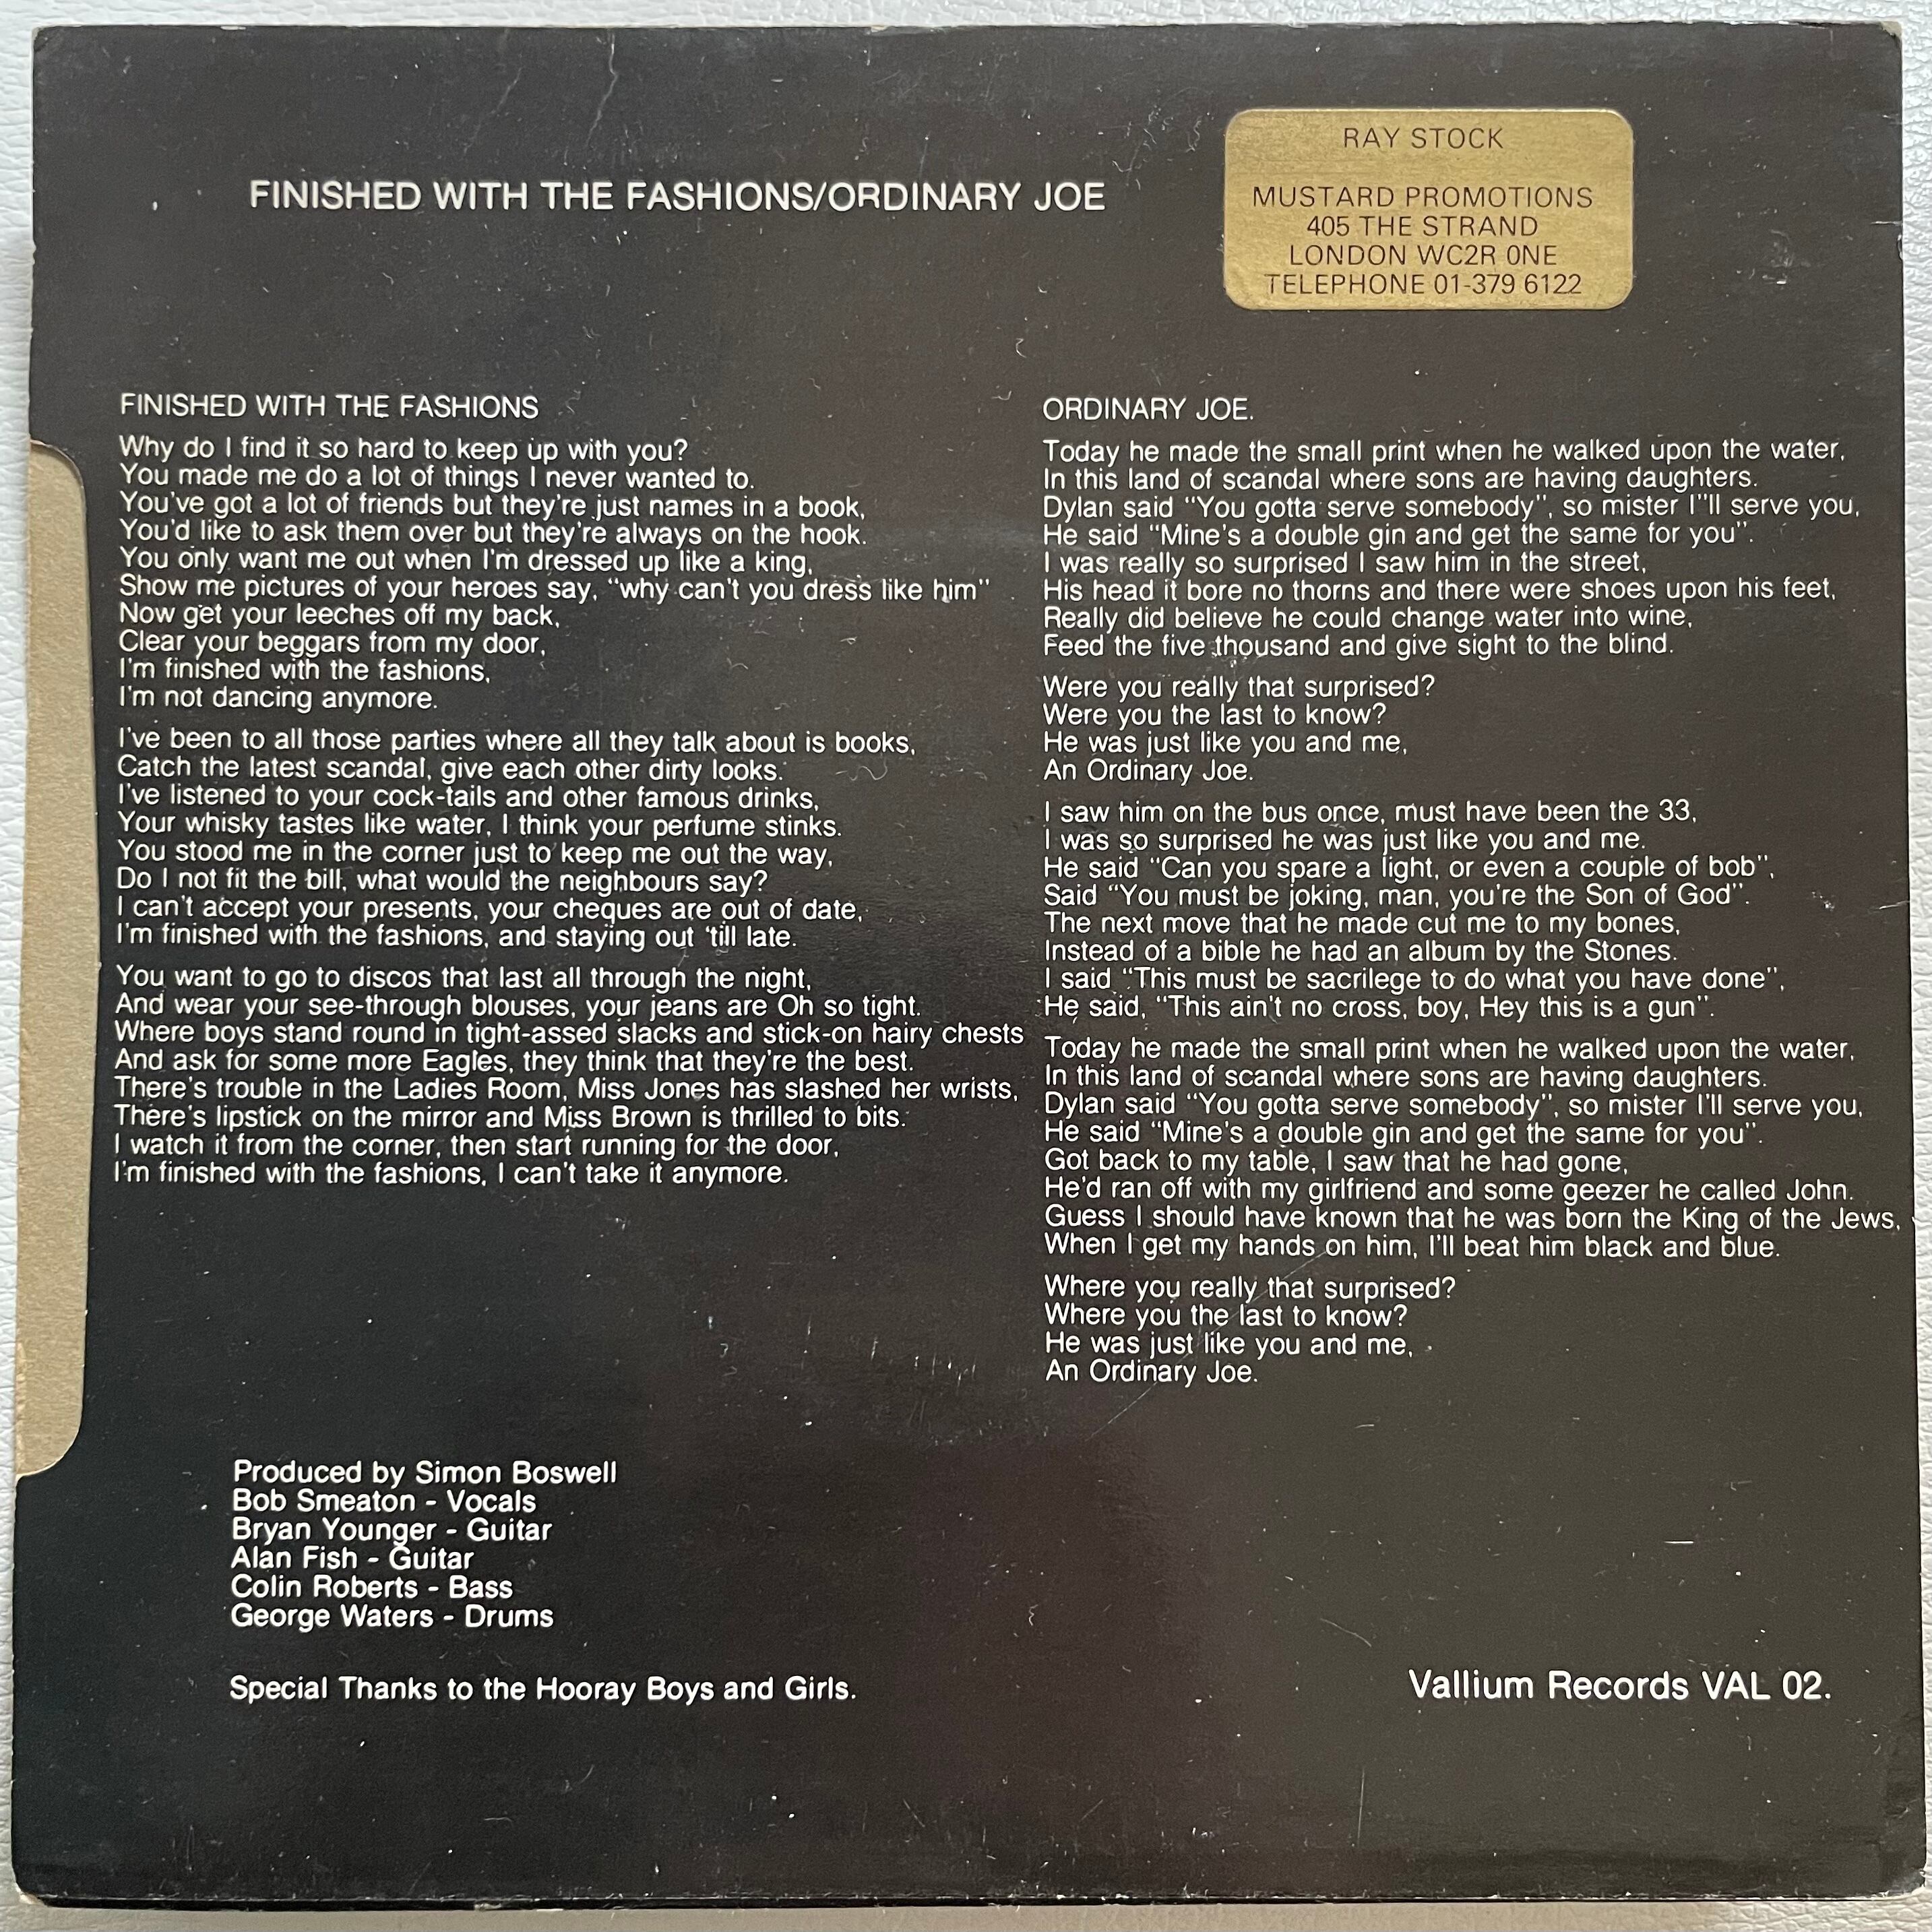 RAY STOCK
MUSTARD PROMOTIONS
405 THE STRAND
LONDON WC2R 0NE
TELEPHONE 01-379 6122
FINISHED WITH THE FASHIONS/ORDINARY JOE
FINISHED WITH THE FASHIONS
Why do I find it so hard to keep up with you?
You made me do a lot of things I never wanted to.
You've got a lot of friends but they're just names in a book,
You'd like to ask them over but they're always on the hook.
You only want me out when I'm dressed up like a king,
Show me pictures of your heroes say, “why can't you dress like him”
Now get your leeches off my back,
Clear your beggars from my door,
I'm finished with the fashions,
I'm not dancing anymore.
I've been to all those parties where all they talk about is books,
Catch the latest scandal, give each other dirty looks.
I've listened to your cock-tails and other famous drinks,
Your whisky tastes like water, I think your perfume stinks.
You stood me in the corner just to keep me out the way,
Do I not fit the bill, what would the neighbours say?
I can't accept your presents, your cheques are out of date,
I'm finished with the fashions, and staying out ‘till late.
You want to go to discos that last all through the night,
And wear your see-through blouses, your jeans are Oh so tight.
Where boys stand round in tight-assed slacks and stick-on hairy chests
And ask for some more Eagles, they think that they're the best.
There's trouble in the Ladies Room, Miss Jones has slashed her wrists,
There's lipstick on the mirror and Miss Brown is thrilled to bits.
I watch it from the corner, then start running for the door,
I'm finished with the fashions, I can't take it anymore.
ORDINARY JOE.
Today he made the small print when he walked upon the water,
In this land of scandal where sons are having daughters.
Dylan said “You gotta serve somebody”, so mister I"ll serve you,
He said “Mine's a double gin and get the same for you”.
I was really so surprised I saw him in the street,
His head it bore no thorns and there were shoes upon his feet,
Really did believe he could change water into wine,
Feed the five thousand and give sight to the blind.
Were you really that surprised?
Were you the last to know?
He was just like you and me,
An Ordinary Joe.
I saw him on the bus once, must have been the 33,
I was so surprised he was just like you and me.
He said “Can you spare a light, or even a couple of bob”,
Said “You must be joking, man, you're the Son of God”.
The next move that he made cut me to my bones,
Instead of a bible he had an album by the Stones.
I said “This must be sacrilege to do what you have done”,
He said, “This ain't no cross, boy, Hey this is a gun”.
Today he made the small print when he walked upon the water,
In this land of scandal where sons are having daughters.
Dylan said “You gotta serve somebody”, so mister I'll serve you,
He said “Mine's a double gin and get the same for you”.
Got back to my table, I saw that he had gone,
He'd ran off with my girlfriend and some geezer he called John.
Guess I should have known that he was born the King of the Jews,
When I get my hands on him, I'll beat him black and blue.
Where you really that surprised?
Where you the last to know?
He was just like you and me,
An Ordinary Joe.
Produced by Simon Boswell
Bob Smeaton - Vocals
Bryan Younger - Guitar
Alan Fish - Guitar
Colin Roberts - Bass
George Waters - Drums
Special Thanks to the Hooray Boys and Girls.
Vallium Records VAL 02.